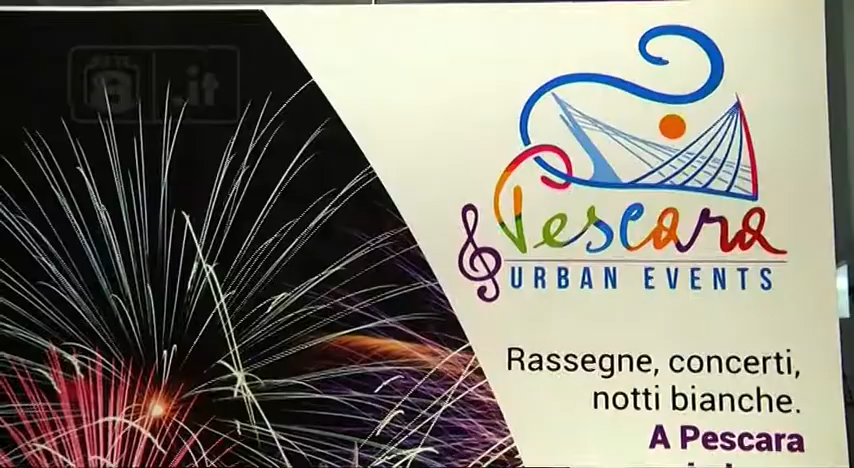 Pescara
URBAN EVENTS
Rassegne, concerti,
notti bianche.
A Pescara